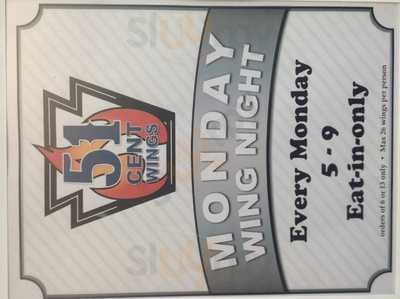 51
CENT
WINGS
MONDAY
WING NIGHT
Every Monday
5 - 9
Eat-in-only
orders of 6 or 13 only • Max 26 wings per person